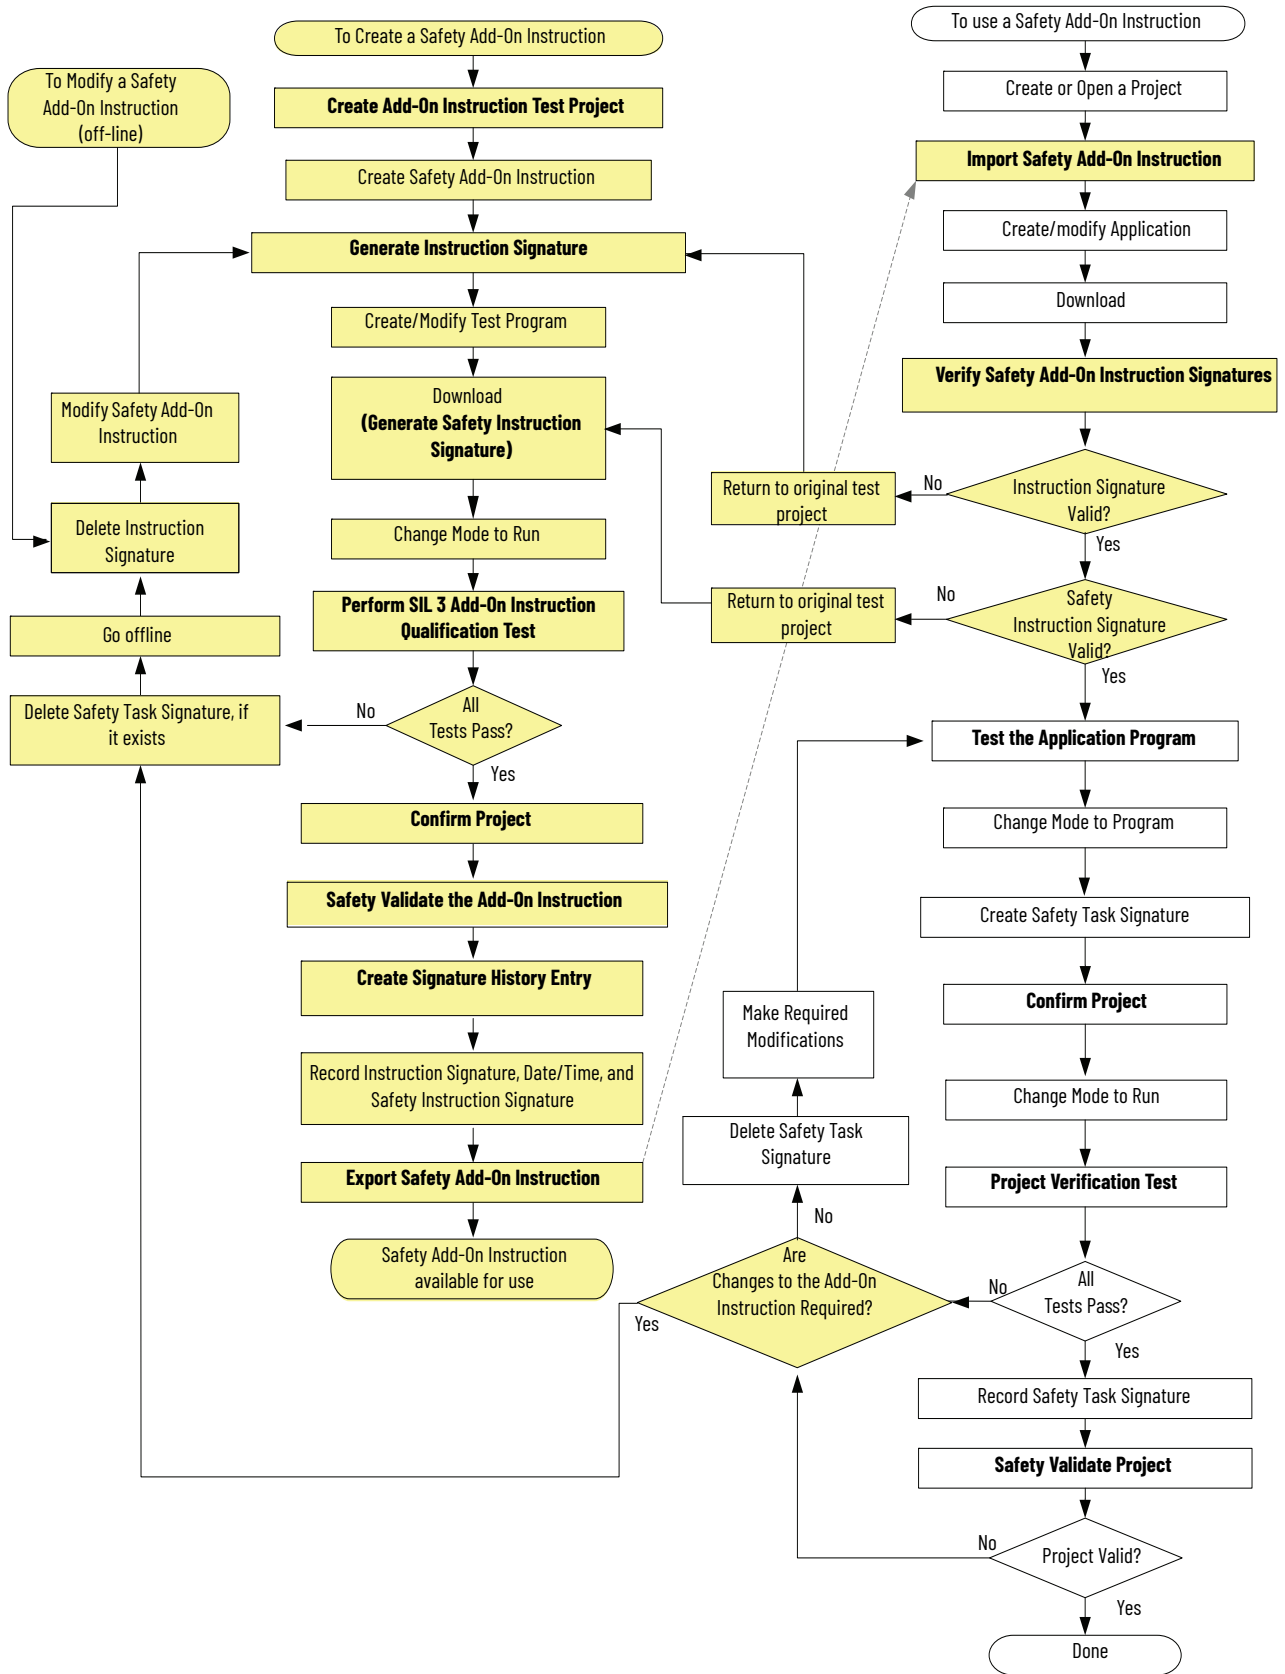 To Modify a Safety
Add-On Instruction
(off-line)
Modify Safety Add-On
Instruction
Delete Instruction
Signature
Go offline
Delete Safety Task Signature, if
it exists
To Create a Safety Add-On Instruction
Create Add-On Instruction Test Project
Create Safety Add-On Instruction
Generate Instruction Signature
Create/Modify Test Program
Download
(Generate Safety Instruction
Signature)
Change Mode to Run
Perform SIL 3 Add-On Instruction
Qualification Test
All
Tests Pass?
No
Yes
Confirm Project
Safety Validate the Add-On Instruction
Create Signature History Entry
Record Instruction Signature, Date/Time, and
Safety Instruction Signature
Export Safety Add-On Instruction
Safety Add-On Instruction
available for use
To use a Safety Add-On Instruction
Create or Open a Project
Import Safety Add-On Instruction
Create/modify Application
Download
Verify Safety Add-On Instruction Signatures
Instruction Signature
Valid?
No
Return to original test
project
Yes
Safety
Instruction Signature
Valid?
No
Return to original test
project
Yes
Test the Application Program
Change Mode to Program
Create Safety Task Signature
Confirm Project
Change Mode to Run
Project Verification Test
All
Tests Pass?
No
Are
Changes to the Add-On
Instruction Required?
Yes
No
Delete Safety Task
Signature
Make Required
Modifications
Yes
Record Safety Task Signature
Safety Validate Project
Project Valid?
No
Yes
Done